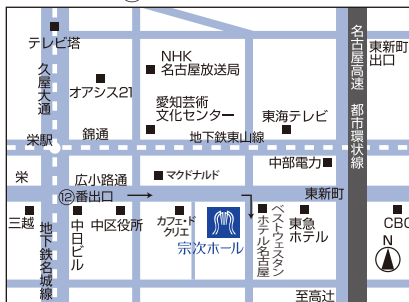 テレビ塔
久屋大通
オアシス21
NHK
名古屋放送局
愛知芸術
文化センター
東海テレビ
名古屋高速 都市環状線
東新町
出口
栄駅
錦通
地下鉄東山線
中部電力
栄
広小路通
⑫番出口
マクドナルド
東新町
三越
地下鉄名城線
中日ビル
中区役所
カフェ・ド
クリエ
宗次ホール
ベストウェスタン
ホテル名古屋
東急
ホテル
CBC
N
至高辻